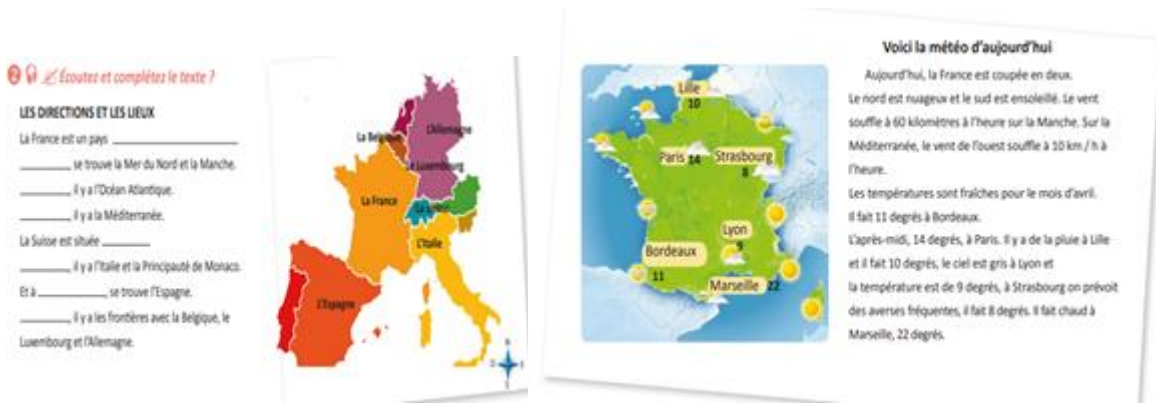 2 Écoutez et complétez le texte ?
LES DIRECTIONS ET LES LIEUX
La France est un pays ____________
________ se trouve la Mer du Nord et la Manche.
________ il y a l'Océan Atlantique.
________ il y a la Méditerranée.
La Suisse est située ________
________, il y a l'Italie et la Principauté de Monaco.
Et à ________, se trouve l'Espagne.
________, il y a les frontières avec la Belgique, le
Luxembourg et l'Allemagne.
La Belgique
L'Allemagne
Le Luxembourg
La France
L'Italie
L'Espagne
Voici la météo d'aujourd'hui
Lille
10
Paris 14 Strasbourg
8
Lyon
9
Bordeaux
11
Marseille 22
Aujourd'hui, la France est coupée en deux.
Le nord est nuageux et le sud est ensoleillé. Le vent
souffle à 60 kilomètres à l'heure sur la Manche. Sur la
Méditerranée, le vent de l'ouest souffle à 10 km / h à
l'heure.
Les températures sont fraîches pour le mois d'avril.
Il fait 11 degrés à Bordeaux.
L'après-midi, 14 degrés, à Paris. Il y a de la pluie à Lille
et il fait 10 degrés, le ciel est gris à Lyon et
la température est de 9 degrés, à Strasbourg on prévoit
des averses fréquentes, il fait 8 degrés. Il fait chaud à
Marseille, 22 degrés.